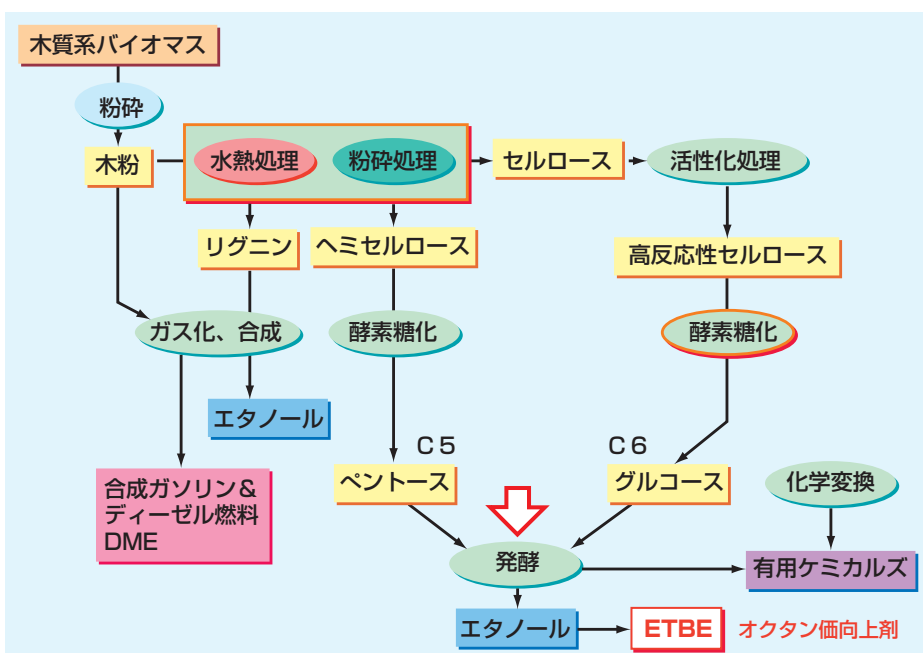 木質系バイオマス
粉砕
木粉
水熱処理
粉砕処理
セルロース
活性化処理
リグニン
ヘミセルロース
高反応性セルロース
ガス化、合成
酵素糖化
酵素糖化
エタノール
C5
C6
合成ガソリン&
ディーゼル燃料
DME
ペントース
グルコース
化学変換
発酵
有用ケミカルズ
エタノール
ETBE
オクタン価向上剤